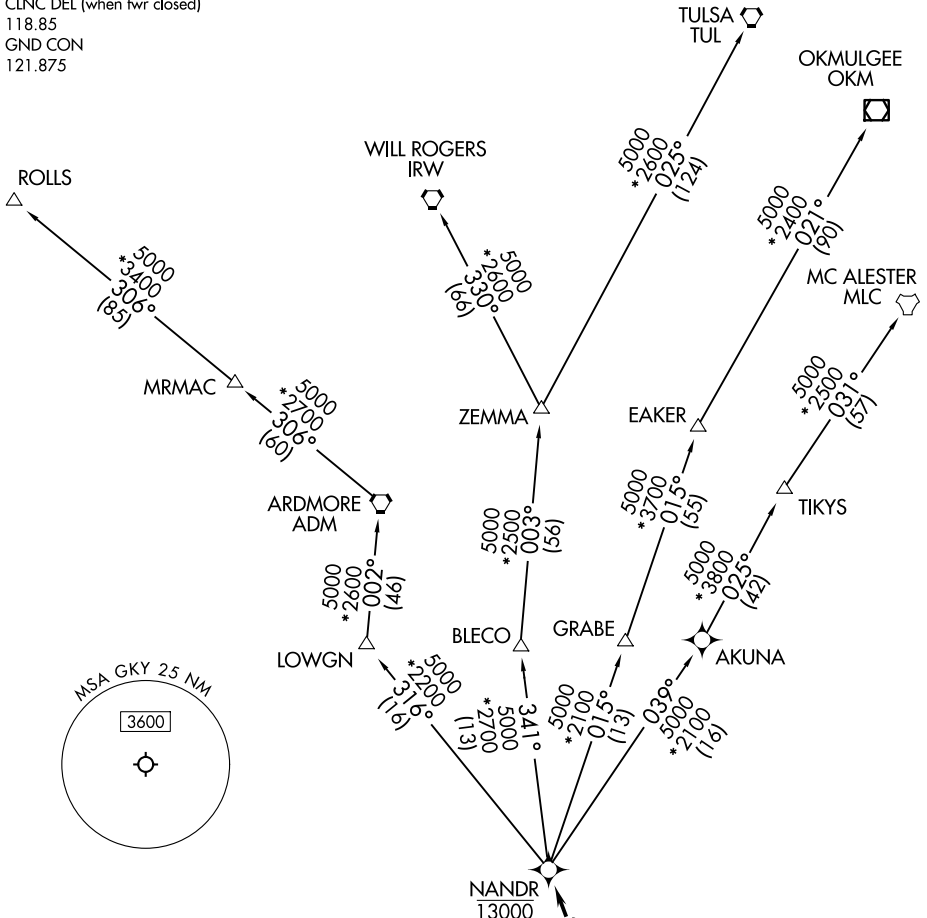 CLNC DEL (when twr closed)
118.85
GND CON
121.875
TULSA
TUL
OKMULGEE
OKM
WILL ROGERS
IRW
ROLLS
MC ALESTER
MLC
5000
*2600
025°
(124)
5000
*2400
021°
(90)
5000
*2600
330°
(66)
5000
*3400
306°
(85)
MRMAC
5000
*2700
306°
(60)
ZEMMA
EAKER
5000
*2500
031°
(57)
ARDMORE
ADM
5000
*2500
003°
(56)
5000
*3700
015°
(55)
TIKYS
5000
*2600
002°
(46)
5000
*3800
025°
(42)
LOWGN
BLECO
GRABE
AKUNA
5000
*2200
316°
(16)
341°
5000
*2700
(13)
5000
*2100
015°
(13)
039°
5000
*2100
(16)
MSA GKY 25 NM
3600
NANDR
13000